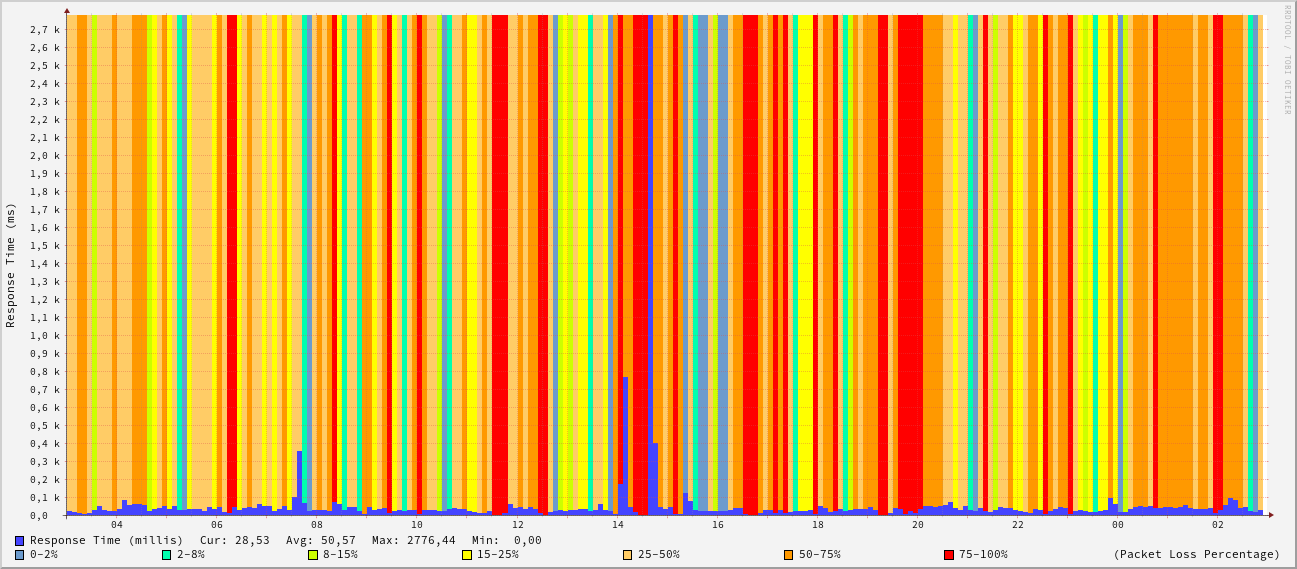 RRDTOOL / TOBI OETIKER
Response Time (ms)
2,7 k
2,6 k
2,5 k
2,4 k
2,3 k
2,2 k
2,1 k
2,0 k
1,9 k
1,8 k
1,7 k
1,6 k
1,5 k
1,4 k
1,3 k
1,2 k
1,1 k
1,0 k
0,9 k
0,8 k
0,7 k
0,6 k
0,5 k
0,4 k
0,3 k
0,2 k
0,1 k
0,0
04 06 08 10 12 14 16 18 20 22 00 02
Response Time (millis) Cur: 28,53 Avg: 50,57 Max: 2776,44 Min: 0,00
0-2% 2-8% 8-15% 15-25% 25-50% 50-75% 75-100% (Packet Loss Percentage)